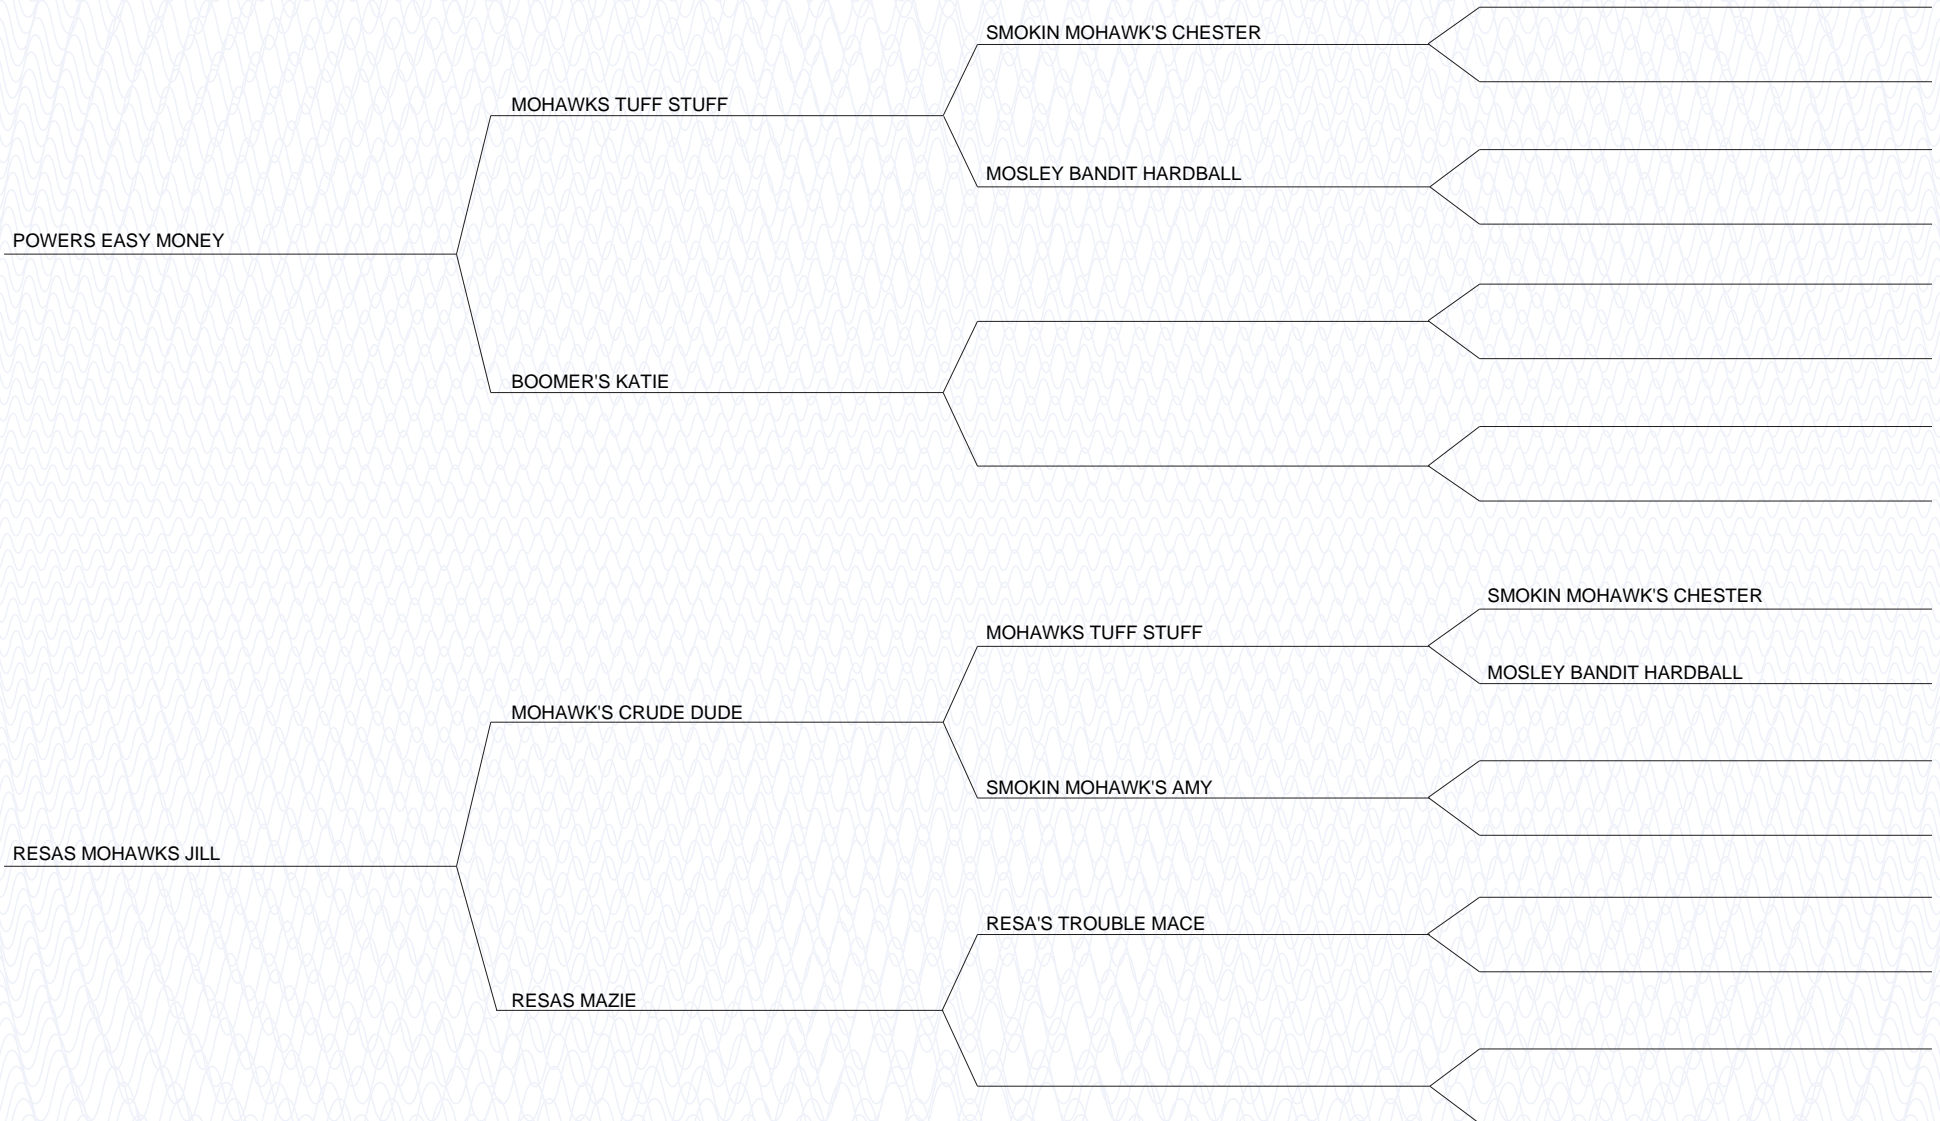 SMOKIN MOHAWK'S CHESTER
MOHAWKS TUFF STUFF
MOSLEY BANDIT HARDBALL
POWERS EASY MONEY
BOOMER'S KATIE
SMOKIN MOHAWK'S CHESTER
MOHAWKS TUFF STUFF
MOSLEY BANDIT HARDBALL
MOHAWK'S CRUDE DUDE
SMOKIN MOHAWK'S AMY
RESAS MOHAWKS JILL
RESA'S TROUBLE MACE
RESAS MAZIE